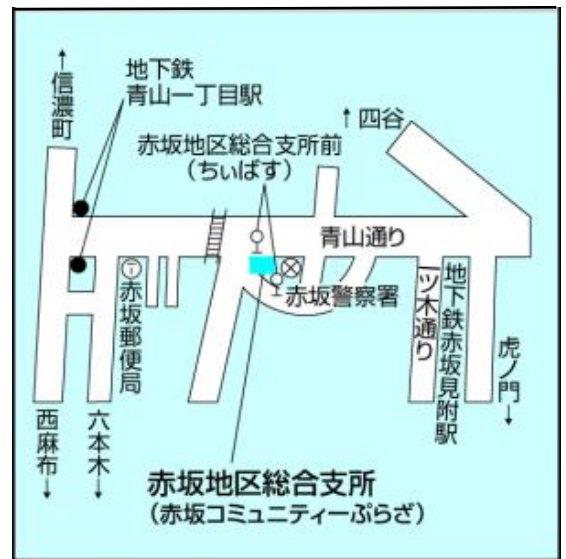 ↑信濃町
地下鉄
青山一丁目駅
↑四谷
赤坂地区総合支所前
(ちぃばす)
青山通り
〒
赤坂郵便局
赤坂警察署
一ツ木通り
地下鉄赤坂見附駅
虎ノ門→
西麻布→
六本木→
赤坂地区総合支所
(赤坂コミュニティーぷらざ)